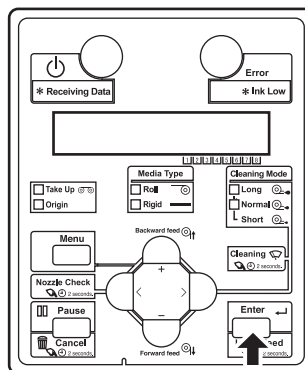 Error
* Receiving Data
* Ink Low
1 2 3 4 5 6 7 8
Media Type
Cleaning Mode
Take Up
Origin
Roll
Rigid
Long
Normal
Short
Menu
Backward feed
Cleaning
2 seconds.
Nozzle Check
2 seconds.
+
< >
−
Pause
Cancel
2 seconds.
Enter
2 seconds.
Forward feed